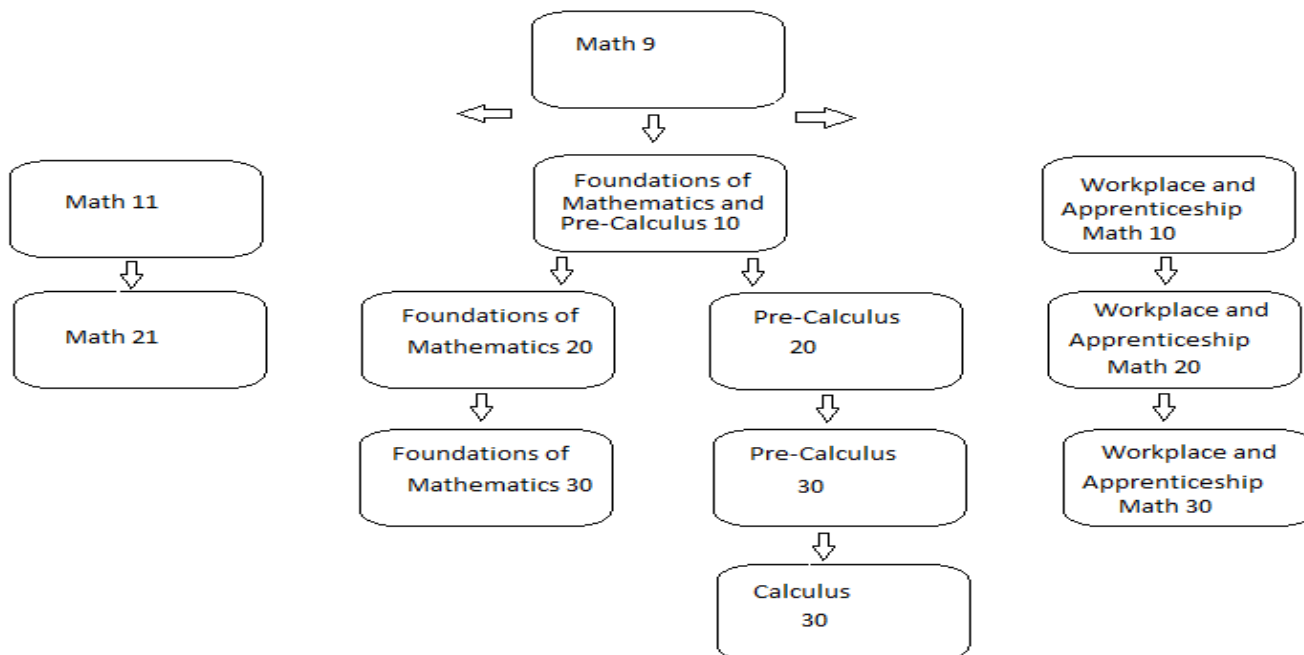 Math 9
Math 11
Foundations of
Mathematics and
Pre-Calculus 10
Workplace and
Apprenticeship
Math 10
Math 21
Foundations of
Mathematics 20
Pre-Calculus
20
Workplace and
Apprenticeship
Math 20
Foundations of
Mathematics 30
Pre-Calculus
30
Workplace and
Apprenticeship
Math 30
Calculus
30